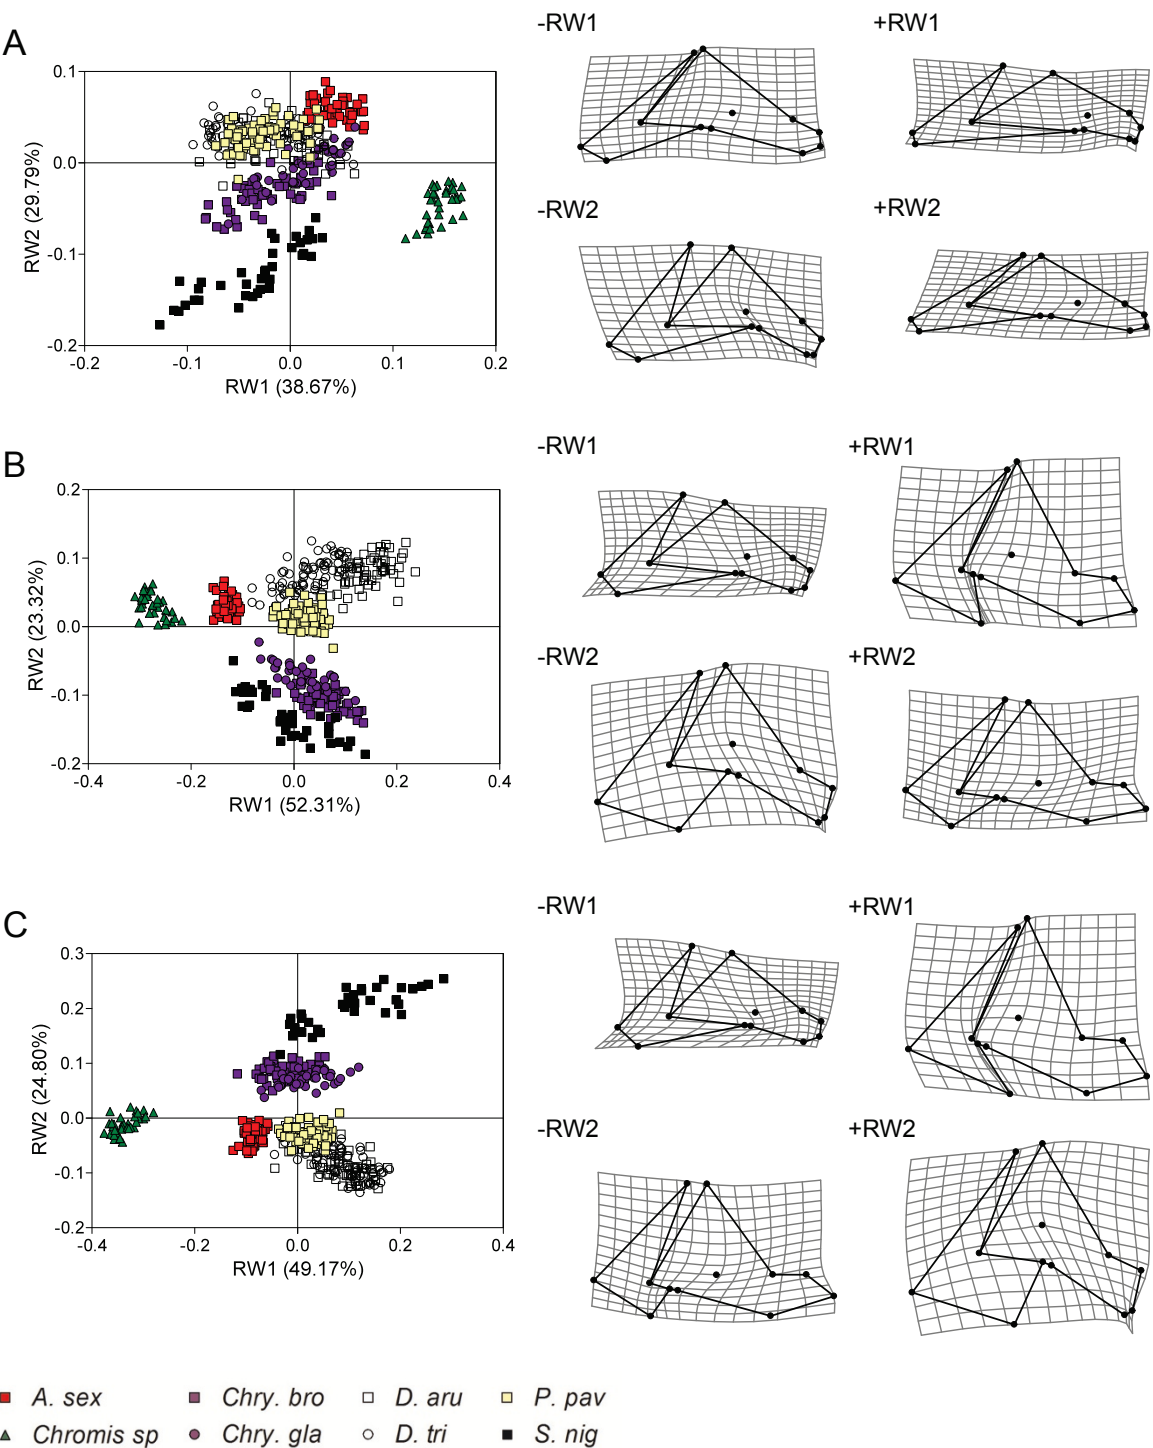 A
-RW1
+RW1
0.1
0.0
-0.1
-0.2
RW2 (29.79%)
-0.2
-0.1
0.0
0.1
0.2
RW1 (38.67%)
-RW2
+RW2
B
-RW1
+RW1
0.2
0.1
0.0
-0.1
-0.2
RW2 (23.32%)
-0.4
-0.2
0.0
0.2
0.4
RW1 (52.31%)
-RW2
+RW2
C
-RW1
+RW1
0.3
0.2
0.1
0.0
-0.1
-0.2
RW2 (24.80%)
-0.4
-0.2
0.0
0.2
0.4
RW1 (49.17%)
-RW2
+RW2
A. sex
Chry. bro
D. aru
P. pav
Chromis sp
Chry. gla
D. tri
S. nig